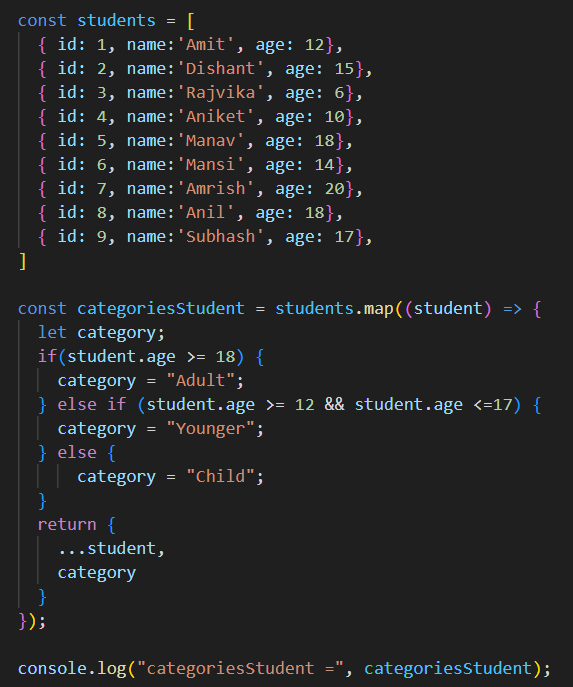 const students = [
  { id: 1, name:'Amit', age: 12},
  { id: 2, name:'Dishant', age: 15},
  { id: 3, name:'Rajvika', age: 6},
  { id: 4, name:'Aniket', age: 10},
  { id: 5, name:'Manav', age: 18},
  { id: 6, name:'Mansi', age: 14},
  { id: 7, name:'Amrish', age: 20},
  { id: 8, name:'Anil', age: 18},
  { id: 9, name:'Subhash', age: 17},
]

const categoriesStudent = students.map((student) => {
  let category;
  if(student.age >= 18) {
    category = "Adult";
  } else if (student.age >= 12 && student.age <=17) {
    category = "Younger";
  } else {
      category = "Child";
  }
  return {
    ...student,
    category
  }
});

console.log("categoriesStudent =", categoriesStudent);